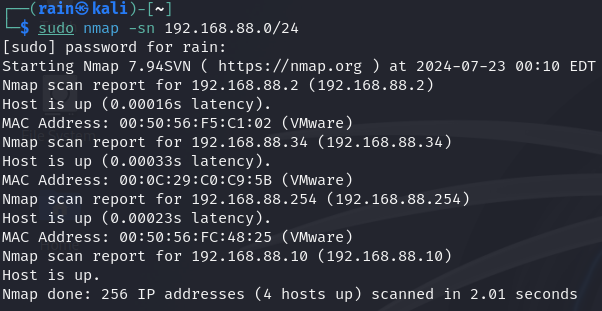 ┌──(rain㉿kali)-[~]
└─$ sudo nmap -sn 192.168.88.0/24
[sudo] password for rain:
Starting Nmap 7.94SVN ( https://nmap.org ) at 2024-07-23 00:10 EDT
Nmap scan report for 192.168.88.2 (192.168.88.2)
Host is up (0.00016s latency).
MAC Address: 00:50:56:F5:C1:02 (VMware)
Nmap scan report for 192.168.88.34 (192.168.88.34)
Host is up (0.00033s latency).
MAC Address: 00:0C:29:C0:C9:5B (VMware)
Nmap scan report for 192.168.88.254 (192.168.88.254)
Host is up (0.00023s latency).
MAC Address: 00:50:56:FC:48:25 (VMware)
Nmap scan report for 192.168.88.10 (192.168.88.10)
Host is up.
Nmap done: 256 IP addresses (4 hosts up) scanned in 2.01 seconds